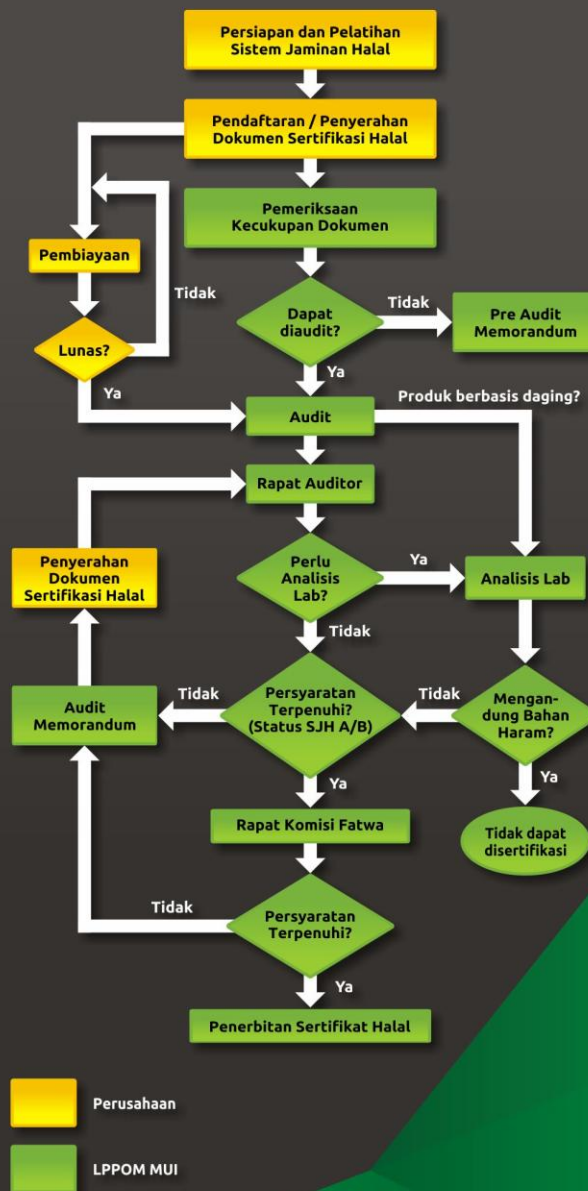 Persiapan dan Pelatihan
Sistem Jaminan Halal
Pendaftaran / Penyerahan
Dokumen Sertifikasi Halal
Pemeriksaan
Kecukupan Dokumen
Pembiayaan
Tidak
Dapat
diaudit?
Tidak
Pre Audit
Memorandum
Lunas?
Ya
Ya
Produk berbasis daging?
Audit
Rapat Auditor
Penyerahan
Dokumen
Sertifikasi Halal
Perlu
Analisis
Lab?
Ya
Analisis Lab
Tidak
Audit
Memorandum
Tidak
Persyaratan
Terpenuhi?
(Status SJH A/B)
Tidak
Mengan-
dung Bahan
Haram?
Ya
Ya
Rapat Komisi Fatwa
Tidak dapat
disertifikasi
Tidak
Persyaratan
Terpenuhi?
Ya
Penerbitan Sertifikat Halal
Perusahaan
LPPOM MUI